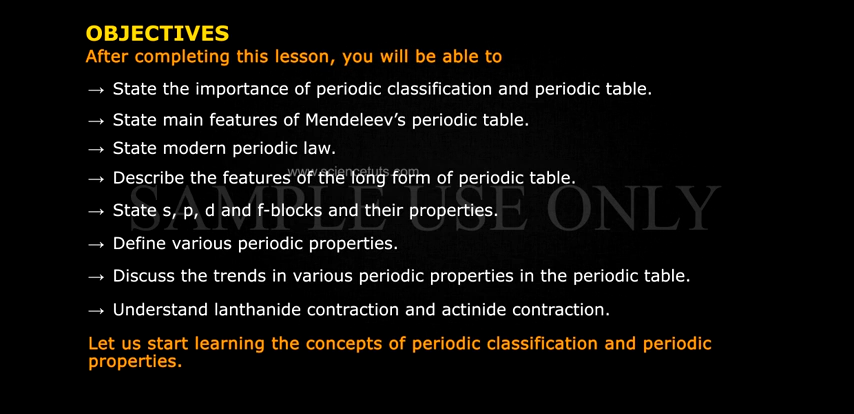 OBJECTIVES
After completing this lesson, you will be able to
→ State the importance of periodic classification and periodic table.
→ State main features of Mendeleev’s periodic table.
→ State modern periodic law.
www.sciencetuts.com
→ Describe the features of the long form of periodic table.
SAMPLE USE ONLY
→ State s, p, d and f-blocks and their properties.
→ Define various periodic properties.
→ Discuss the trends in various periodic properties in the periodic table.
→ Understand lanthanide contraction and actinide contraction.
Let us start learning the concepts of periodic classification and periodic
properties.